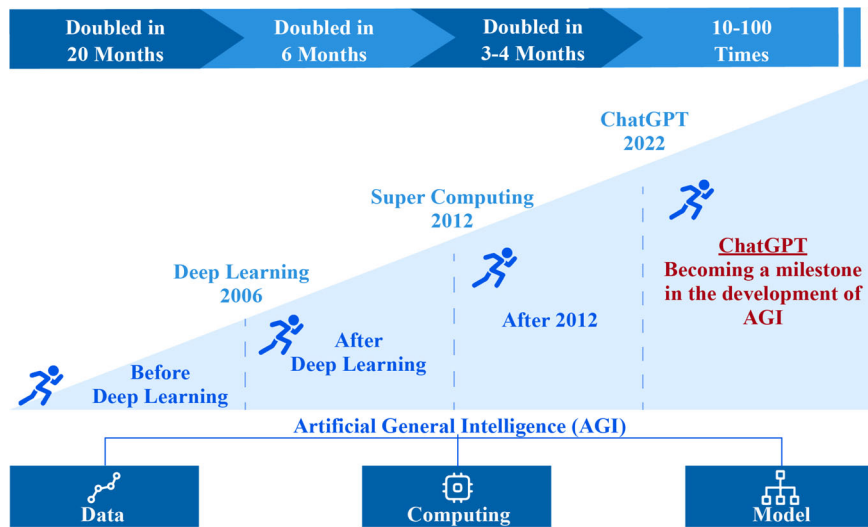 Doubled in
20 Months
Doubled in
6 Months
Doubled in
3-4 Months
10-100
Times
ChatGPT
2022
Super Computing
2012
Deep Learning
2006
ChatGPT
Becoming a milestone
in the development of
AGI
After 2012
After
Deep Learning
Before
Deep Learning
Artificial General Intelligence (AGI)
Data
Computing
Model